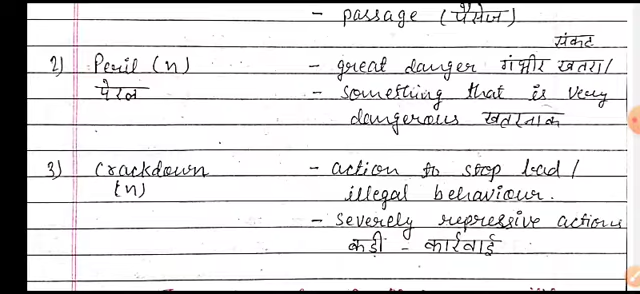 - passage (पैसेज)
संकट
2) Peril (n) - great danger गंभीर खतरा/
पेरल - something that is very
dangerous खतरनाक
3) Crackdown - action to stop bad/
(n) illegal behaviour.
- severely repressive actions
कड़ी - कार्रवाई